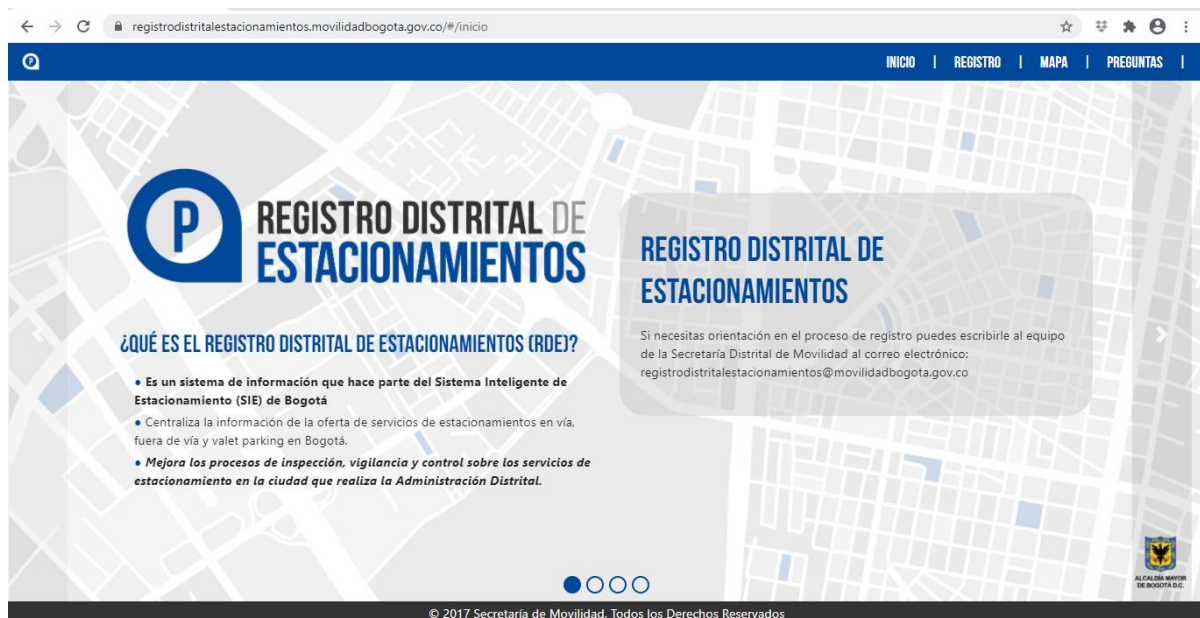 registrodistritalestacionamientos.movilidadbogota.gov.co/#/inicio
P
INICIO | REGISTRO | MAPA | PREGUNTAS |
P
REGISTRO DISTRITAL DE
ESTACIONAMIENTOS
¿QUÉ ES EL REGISTRO DISTRITAL DE ESTACIONAMIENTOS (RDE)?
• Es un sistema de información que hace parte del Sistema Inteligente de
Estacionamiento (SIE) de Bogotá
• Centraliza la información de la oferta de servicios de estacionamientos en vía,
fuera de vía y valet parking en Bogotá.
• Mejora los procesos de inspección, vigilancia y control sobre los servicios de
estacionamiento en la ciudad que realiza la Administración Distrital.
REGISTRO DISTRITAL DE
ESTACIONAMIENTOS
Si necesitas orientación en el proceso de registro puedes escribirle al equipo
de la Secretaría Distrital de Movilidad al correo electrónico:
registrodistritalestacionamientos@movilidadbogota.gov.co
ALCALDÍA MAYOR
DE BOGOTÁ D.C.
© 2017 Secretaría de Movilidad. Todos los Derechos Reservados